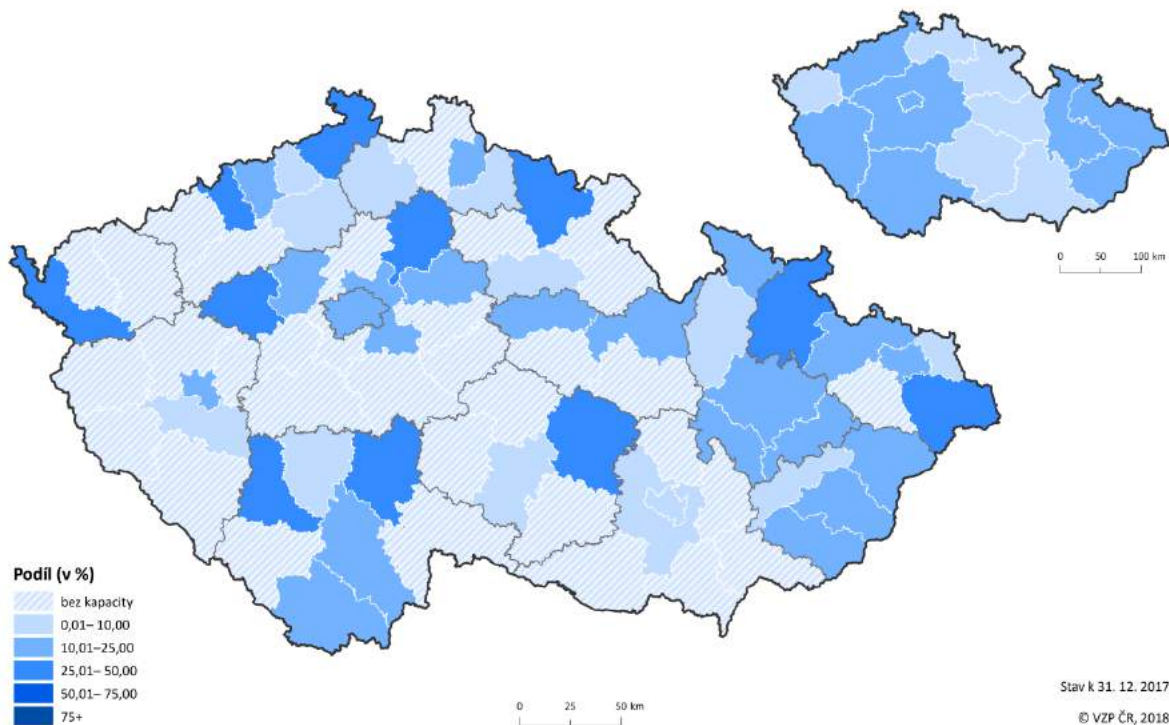 0 50 100 km
Podíl (v %)
bez kapacity
0,01– 10,00
10,01–25,00
25,01– 50,00
50,01– 75,00
75+
0 25 50 km
Stav k 31. 12. 2017
© VZP ČR, 2018